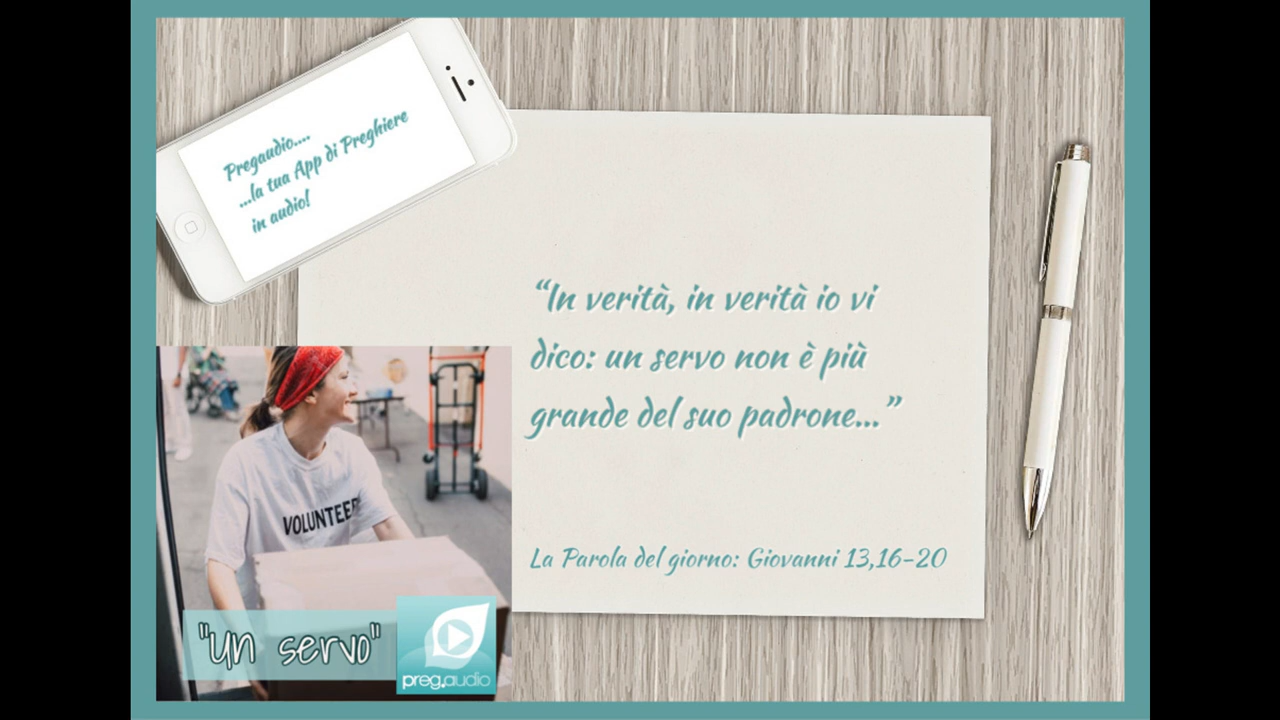 Pregaudio....
...la tua App di Preghiere
in audio!
“In verità, in verità io vi
dico: un servo non è più
grande del suo padrone...”
La Parola del giorno: Giovanni 13,16-20
VOLUNTEER
"un servo"
preg.audio